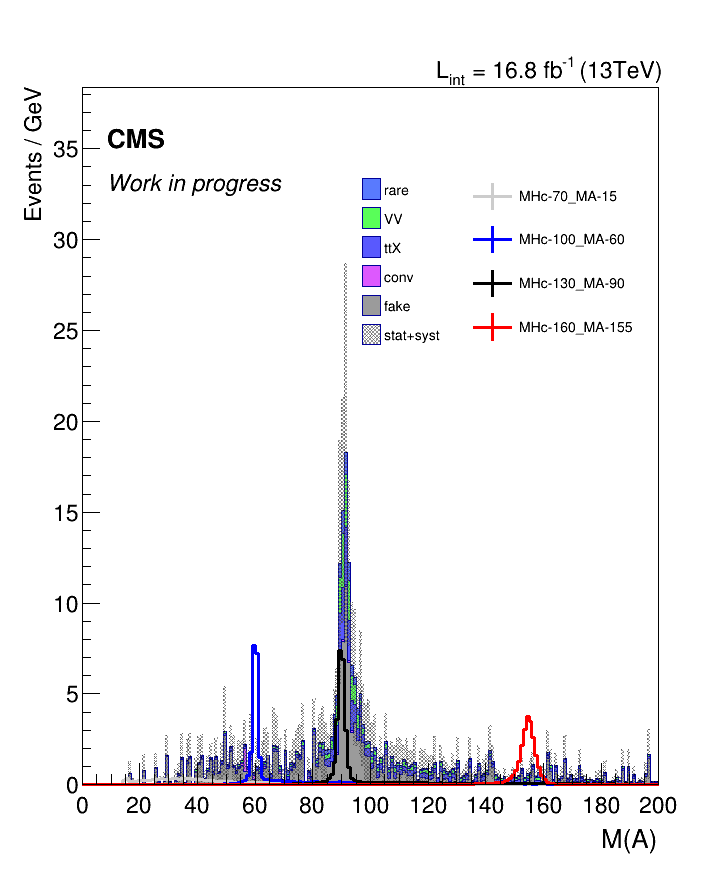 L_int = 16.8 fb^-1 (13TeV)
Events / GeV
CMS
Work in progress
rare
VV
ttX
conv
fake
stat+syst
MHc-70_MA-15
MHc-100_MA-60
MHc-130_MA-90
MHc-160_MA-155
35
30
25
20
15
10
5
0
0 20 40 60 80 100 120 140 160 180 200
M(A)